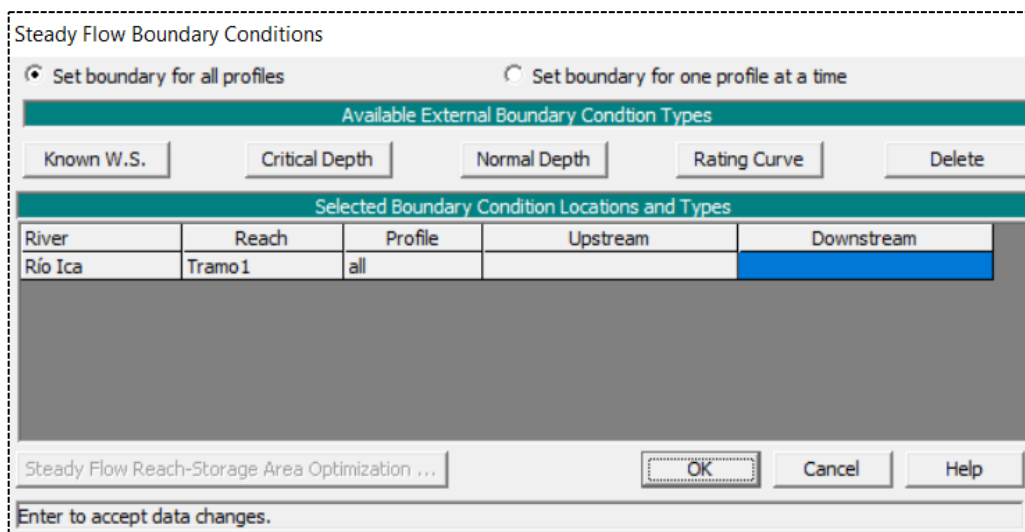 Steady Flow Boundary Conditions
Set boundary for all profiles Set boundary for one profile at a time
Available External Boundary Condtion Types
Known W.S. Critical Depth Normal Depth Rating Curve Delete
Selected Boundary Condition Locations and Types
River Reach Profile Upstream Downstream
Río Ica Tramo1 all
Steady Flow Reach-Storage Area Optimization ... OK Cancel Help
Enter to accept data changes.